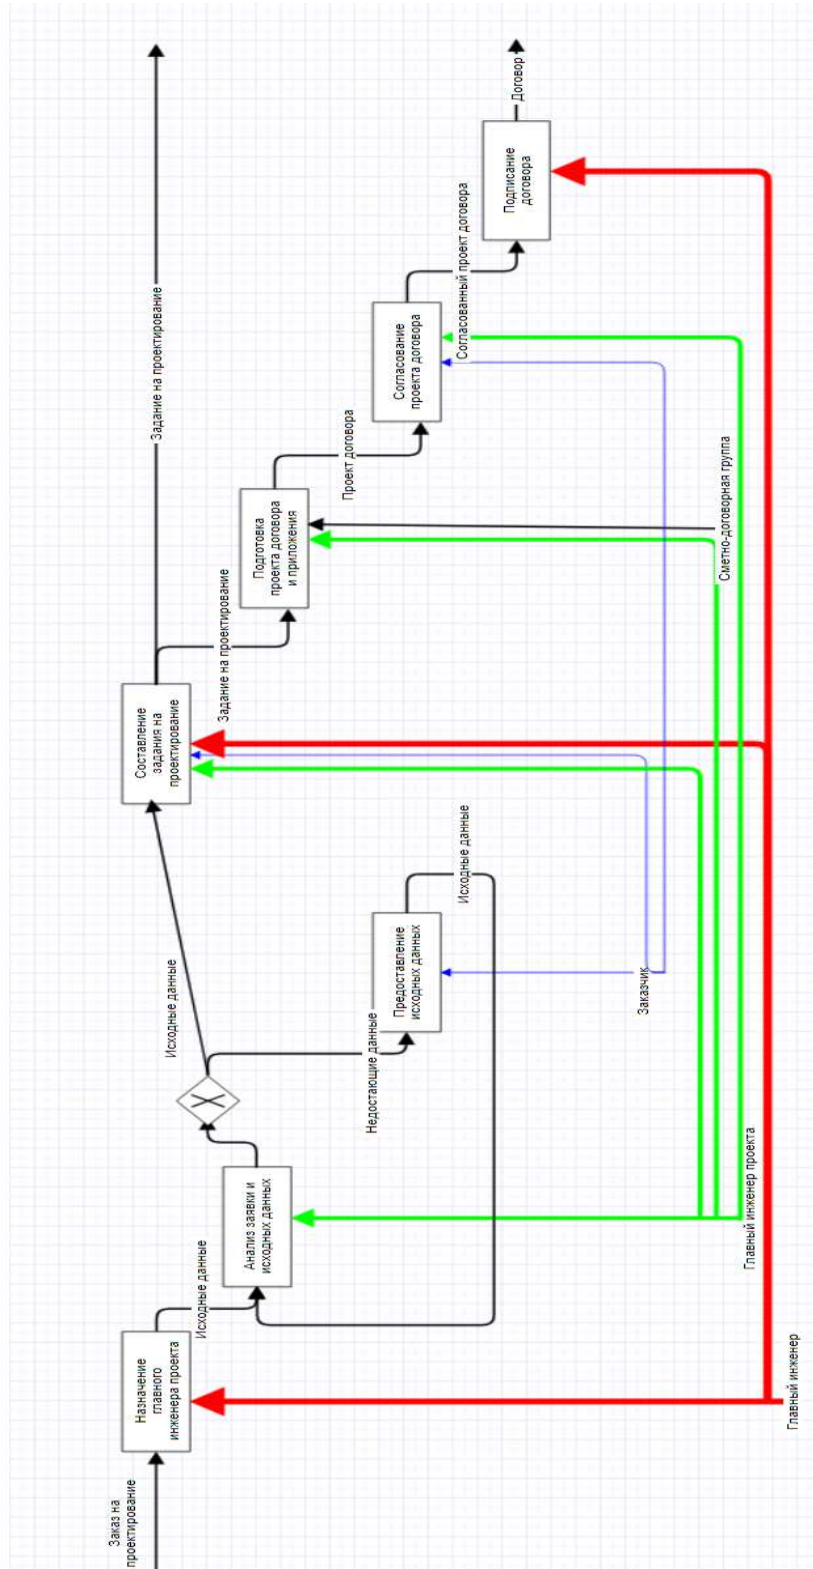 Заказ на
проектирование
Назначение
главного
инженера проекта
Исходные данные
Анализ заявки и
исходных данных
Исходные данные
Недостающие данные
Предоставление
исходных данных
Исходные данные
Составление
задания на
проектирование
Задание на проектирование
Задание на проектирование
Подготовка
проекта договора
и приложения
Проект договора
Согласование
проекта договора
Согласованный проект договора
Подписание
договора
Договор
Заказчик
Сметно-договорная группа
Главный инженер проекта
Главный инженер